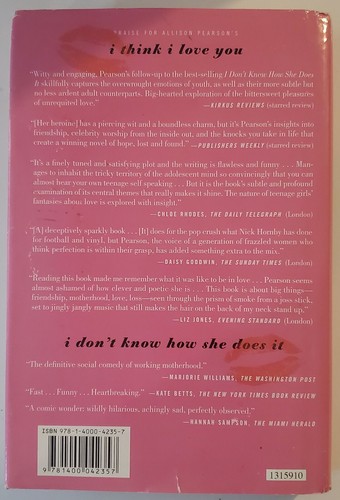 PRAISE FOR ALLISON PEARSON'S
i think i love you
"Witty and engaging, Pearson's follow-up to the best-selling I Don't Know How She Does
It skillfully captures the overwrought emotions of youth, as well as their more subtle but
no less ardent adult counterparts. Big-hearted exploration of the bittersweet pleasures
of unrequited love."
—KIRKUS REVIEWS (starred review)
"[Her heroine] has a piercing wit and a boundless charm, but it's Pearson's insights into
friendship, celebrity worship from the inside out, and the knocks you take in life that
create a winning novel of hope, lost and found." —PUBLISHERS WEEKLY (starred review)
"It's a finely tuned and satisfying plot and the writing is flawless and funny . . . Man-
ages to inhabit the tricky territory of the adolescent mind so convincingly that you can
almost hear your own teenage self speaking . . . But it is the book's subtle and profound
examination of its central themes that really makes it shine. The nature of teenage girls'
fantasies about love is explored with insight."
—CHLOE RHODES, THE DAILY TELEGRAPH (London)
"[A] deceptively sparkly book . . . [It] does for the pop crush what Nick Hornby has done
for football and vinyl, but Pearson, the voice of a generation of frazzled women who
think perfection is within their grasp, has added something extra to the mix."
—DAISY GOODWIN, THE SUNDAY TIMES (London)
"Reading this book made me remember what it was like to be in love . . . Pearson seems
almost ashamed of how clever and poetic she is . . . This book is about big things—
friendship, motherhood, love, loss—seen through the prism of smoke from a joss stick,
set to jingly jangly music that still makes the hair on the back of my neck stand up."
—LIZ JONES, EVENING STANDARD (London)
i don't know how she does it
"The definitive social comedy of working motherhood."
—MARJORIE WILLIAMS, THE WASHINGTON POST
"Fast . . . Funny . . . Heartbreaking." —KATE BETTS, THE NEW YORK TIMES BOOK REVIEW
"A comic wonder: wildly hilarious, achingly sad, perfectly observed."
—HANNAH SAMPSON, THE MIAMI HERALD
ISBN 978-1-4000-4235-7
9 781400 042357
1315910